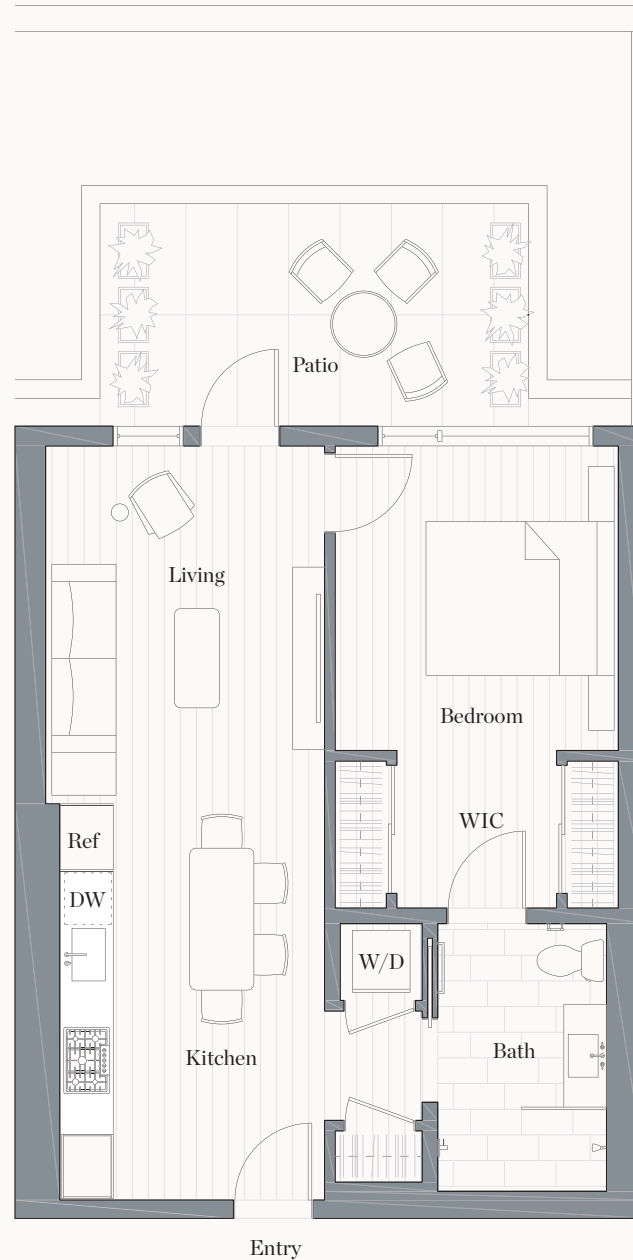 Patio
Living
Bedroom
WIC
Ref
DW
W/D
Bath
Kitchen
Entry